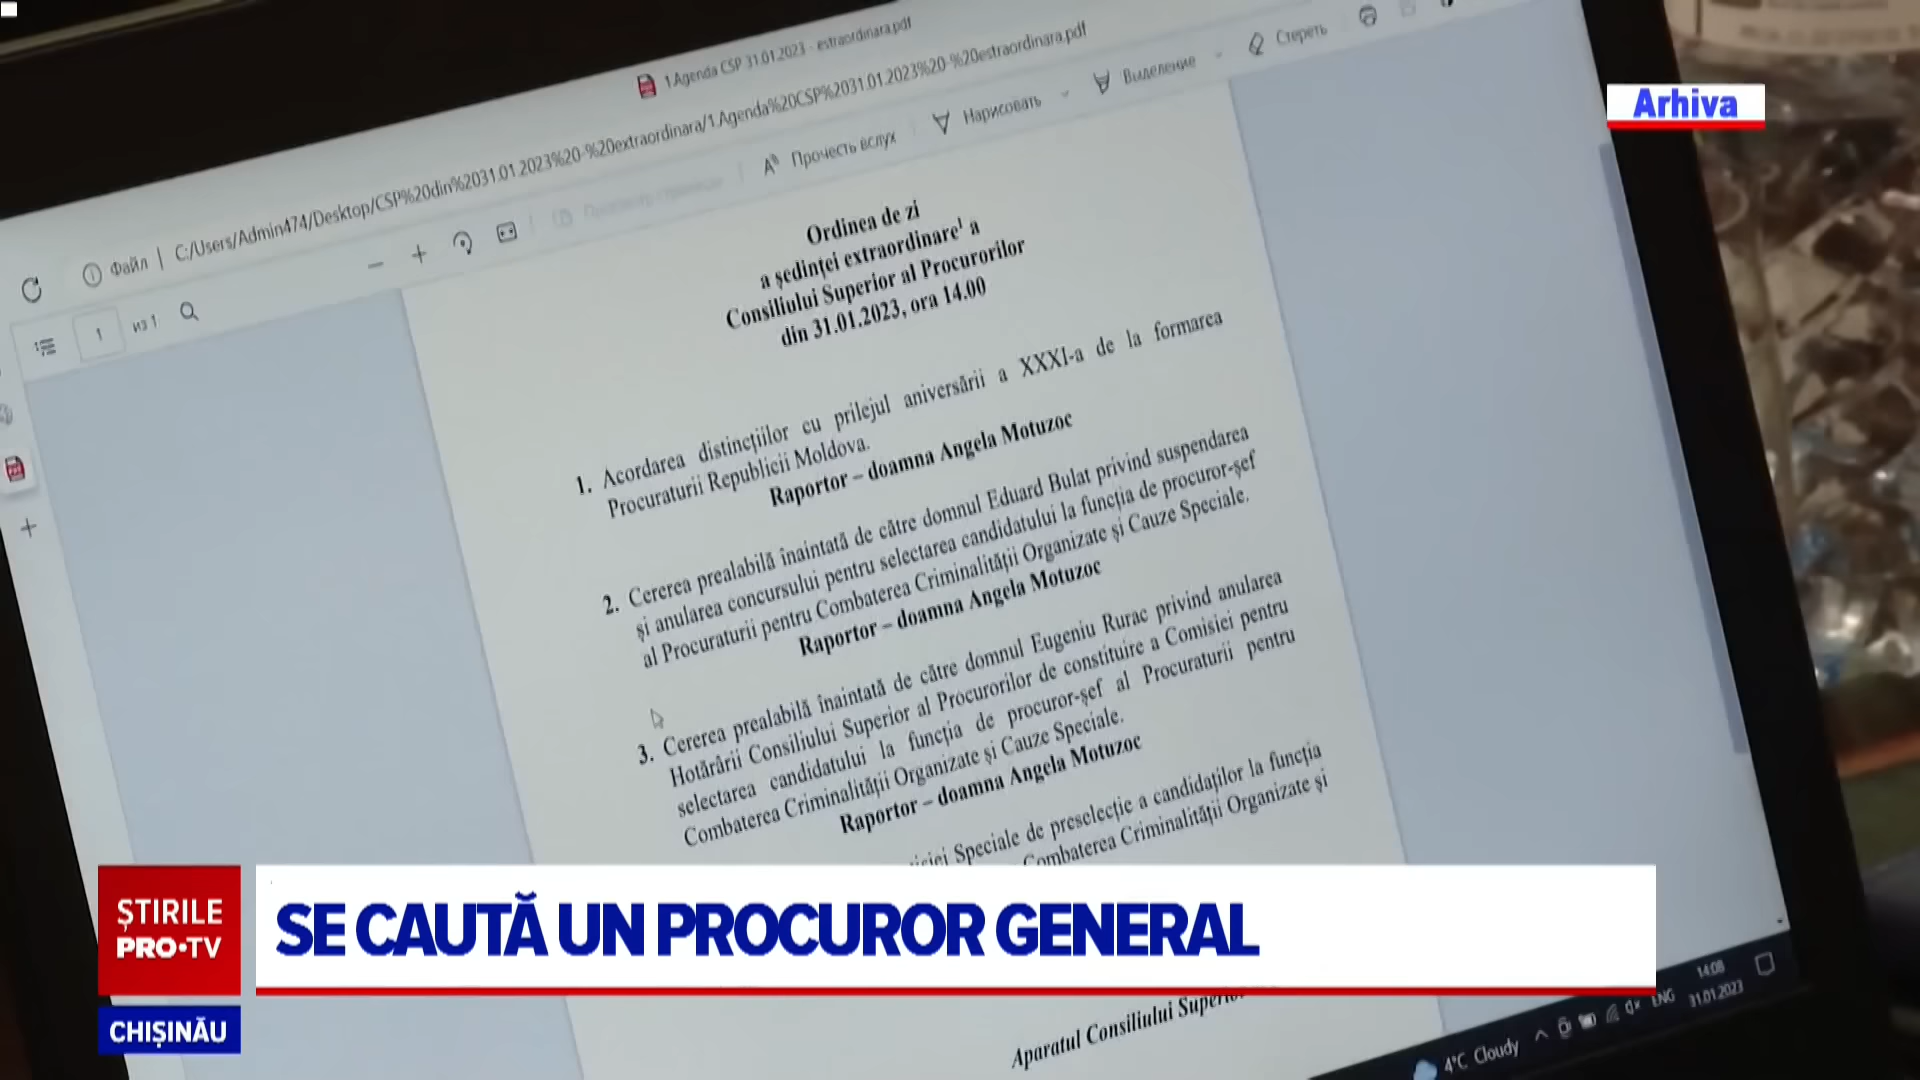 1.Agenda CSP 31.01.2023 - estraordinara.pdf
Arhiva
Файл | C:/Users/Admin474/Desktop/CSP%20din%2031.01.2023%20-%20extraordinara/1.Agenda%20CSP%2031.01.2023%20-%20estraordinara.pdf
1 из 1
Прочесть вслух
Нарисовать
Выделение
Стереть
Ordinea de zi
a ședinței extraordinare¹ a
Consiliului Superior al Procurorilor
din 31.01.2023, ora 14.00
1. Acordarea distincțiilor cu prilejul aniversării a XXXI-a de la formarea
Procuraturii Republicii Moldova.
Raportor – doamna Angela Motuzoc
2. Cererea prealabilă înaintată de către domnul Eduard Bulat privind suspendarea
și anularea concursului pentru selectarea candidatului la funcția de procuror-șef
al Procuraturii pentru Combaterea Criminalității Organizate și Cauze Speciale.
Raportor – doamna Angela Motuzoc
3. Cererea prealabilă înaintată de către domnul Eugeniu Rurac privind anularea
Hotărârii Consiliului Superior al Procurorilor de constituire a Comisiei pentru
selectarea candidatului la funcția de procuror-șef al Procuraturii pentru
Combaterea Criminalității Organizate și Cauze Speciale.
Raportor – doamna Angela Motuzoc
Speciale de preselecție a candidaților la funcția
Combaterea Criminalității Organizate și
ȘTIRILE
PRO•TV
CHIȘINĂU
SE CAUTĂ UN PROCUROR GENERAL
Aparatul Consiliului
4°C Cloudy
ENG
14:08
31.01.2023